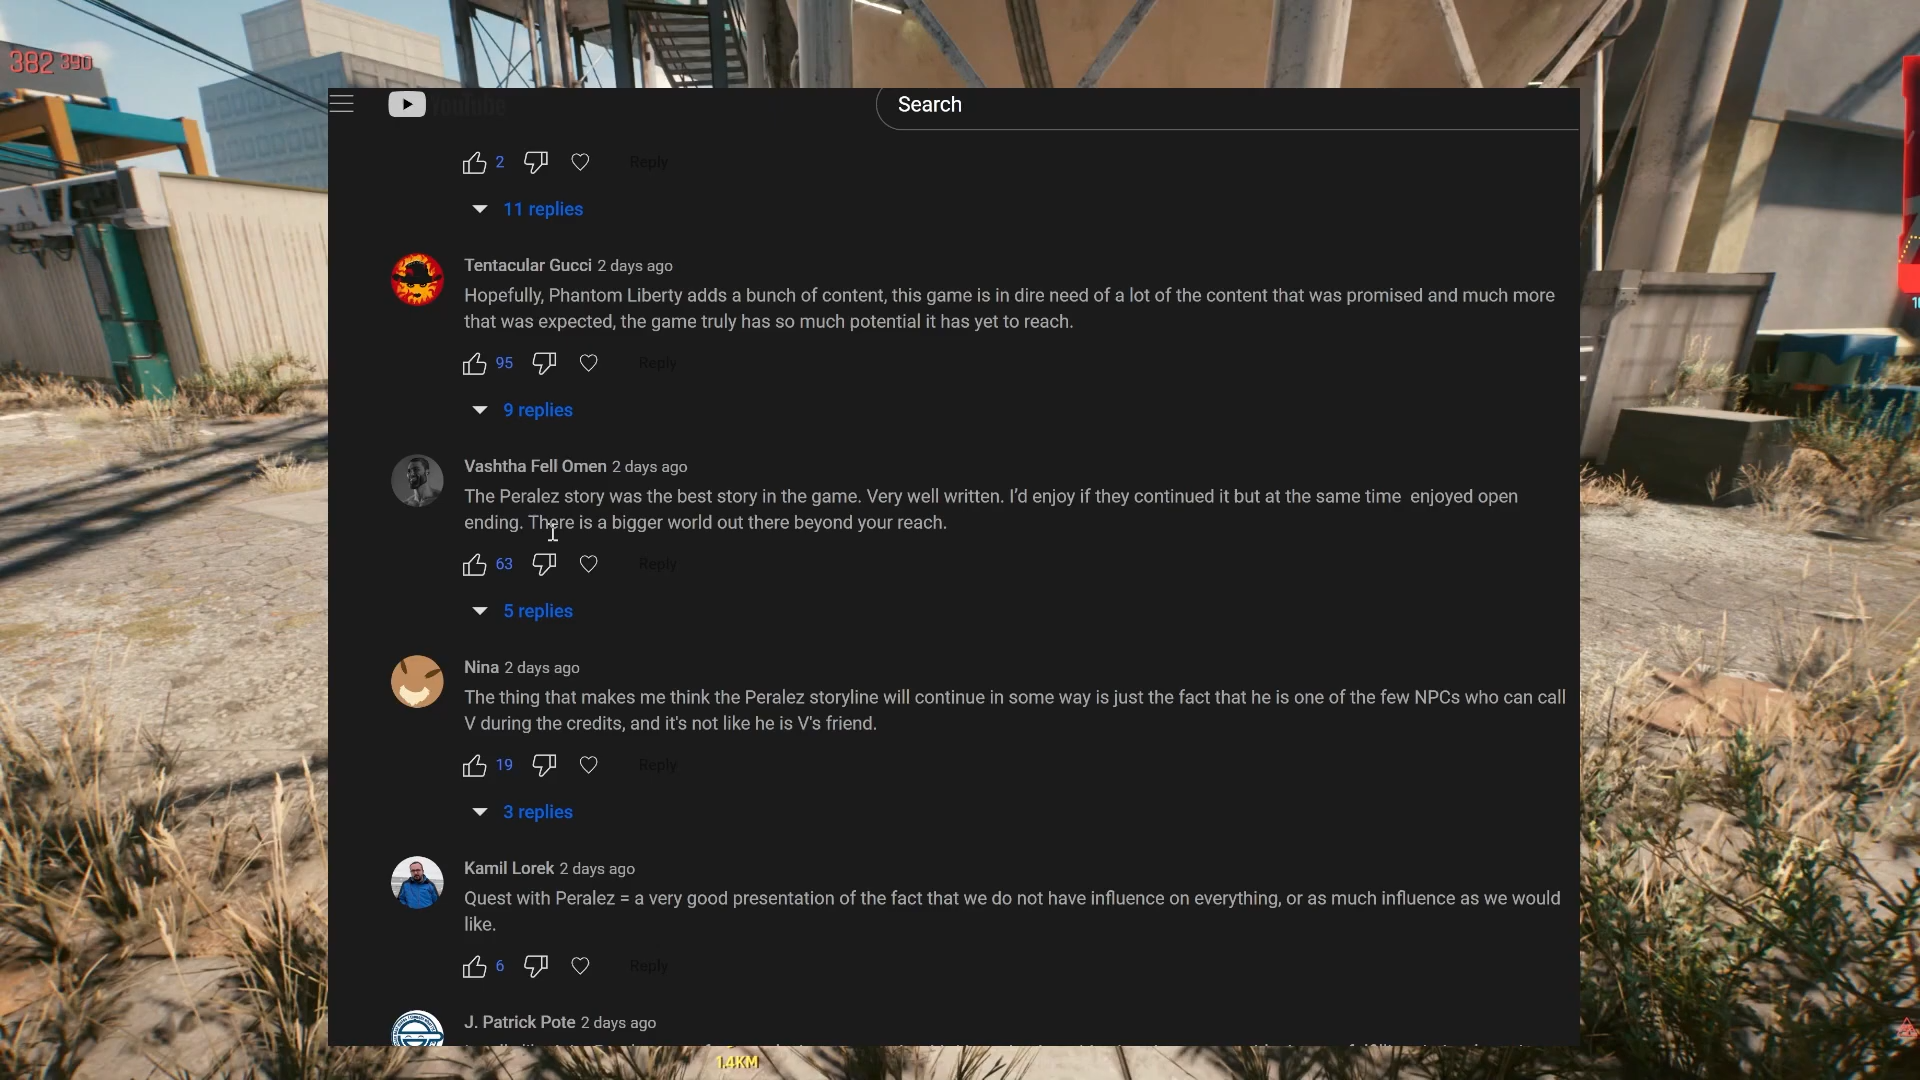 382 390
YouTube
Search
2
Reply
11 replies
Tentacular Gucci 2 days ago
Hopefully, Phantom Liberty adds a bunch of content, this game is in dire need of a lot of the content that was promised and much more
that was expected, the game truly has so much potential it has yet to reach.
95
Reply
9 replies
Vashtha Fell Omen 2 days ago
The Peralez story was the best story in the game. Very well written. I'd enjoy if they continued it but at the same time  enjoyed open
ending. There is a bigger world out there beyond your reach.
63
Reply
5 replies
Nina 2 days ago
The thing that makes me think the Peralez storyline will continue in some way is just the fact that he is one of the few NPCs who can call
V during the credits, and it's not like he is V's friend.
19
Reply
3 replies
Kamil Lorek 2 days ago
Quest with Peralez = a very good presentation of the fact that we do not have influence on everything, or as much influence as we would
like.
6
Reply
J. Patrick Pote 2 days ago
1.4KM